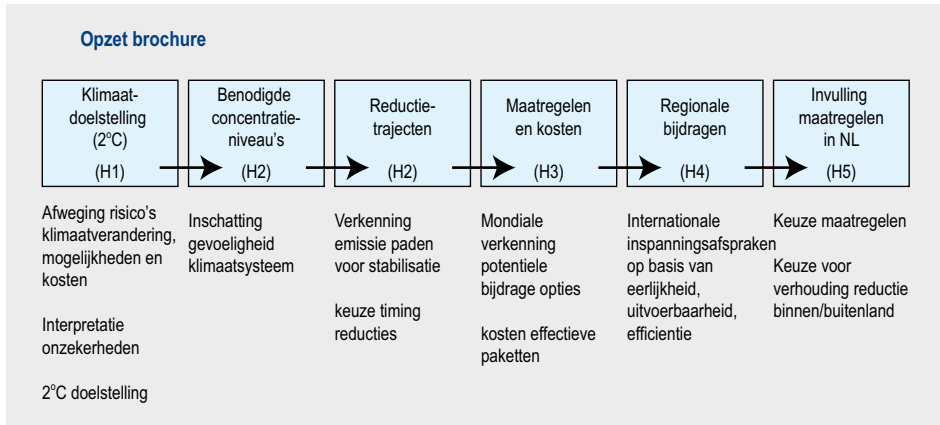 Opzet brochure
Klimaat-
doelstelling
(2°C)
(H1)
Benodigde
concentratie-
niveau's
(H2)
Reductie-
trajecten
(H2)
Maatregelen
en kosten
(H3)
Regionale
bijdragen
(H4)
Invulling
maatregelen
in NL
(H5)
Afweging risico's
klimaatverandering,
mogelijkheden en
kosten
Interpretatie
onzekerheden
2°C doelstelling
Inschatting
gevoeligheid
klimaatsysteem
Verkenning
emissie paden
voor stabilisatie
keuze timing
reducties
Mondiale
verkenning
potentiele
bijdrage opties
kosten effectieve
paketten
Internationale
inspanningsafspraken
op basis van
eerlijkheid,
uitvoerbaarheid,
efficientie
Keuze maatregelen
Keuze voor
verhouding reductie
binnen/buitenland